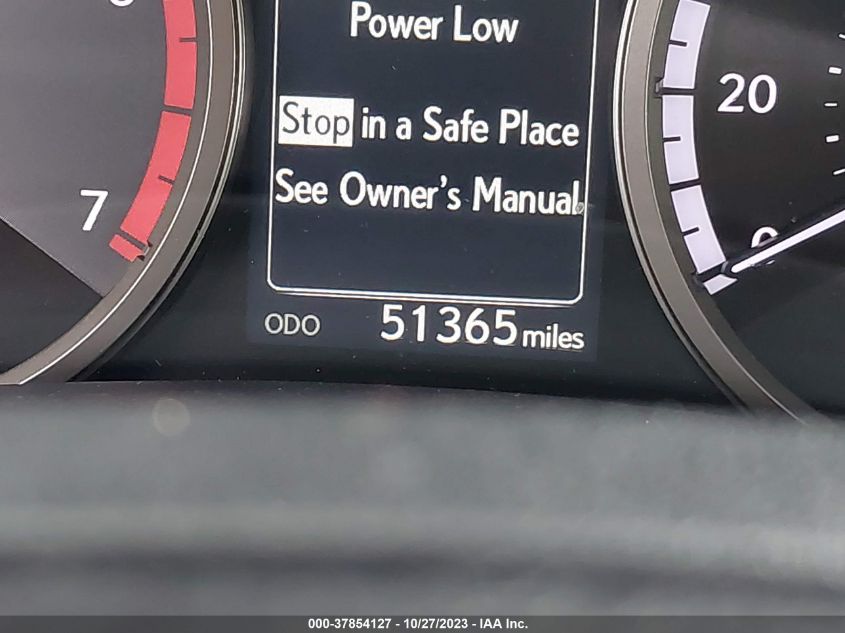 Power Low
Stop in a Safe Place
See Owner's Manual.
20
7
0
ODO 51365 miles
000-37854127 - 10/27/2023 - IAA Inc.